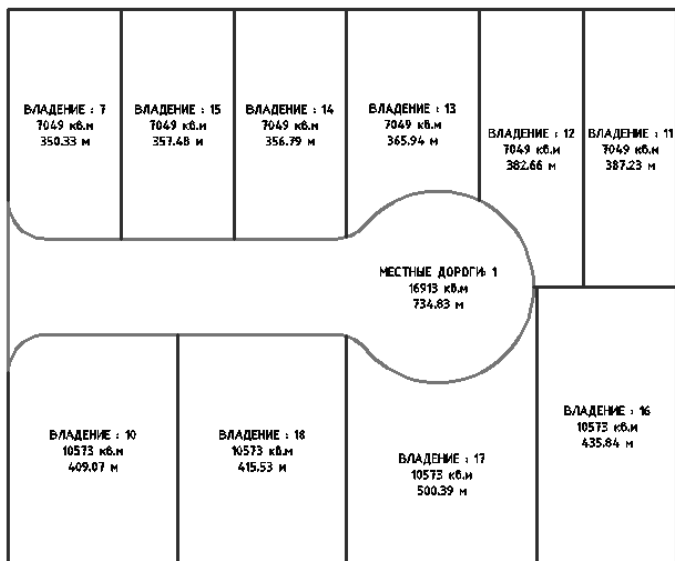 ВЛАДЕНИЕ : 7
7049 кв.м
350.33 м
ВЛАДЕНИЕ : 15
7049 кв.м
357.48 м
ВЛАДЕНИЕ : 14
7049 кв.м
356.79 м
ВЛАДЕНИЕ : 13
7049 кв.м
365.94 м
ВЛАДЕНИЕ : 12
7049 кв.м
382.66 м
ВЛАДЕНИЕ : 11
7049 кв.м
387.23 м
МЕСТНЫЕ ДОРОГИ: 1
16913 кв.м
734.83 м
ВЛАДЕНИЕ : 10
10573 кв.м
409.07 м
ВЛАДЕНИЕ : 18
10573 кв.м
415.53 м
ВЛАДЕНИЕ : 17
10573 кв.м
500.39 м
ВЛАДЕНИЕ : 16
10573 кв.м
435.84 м